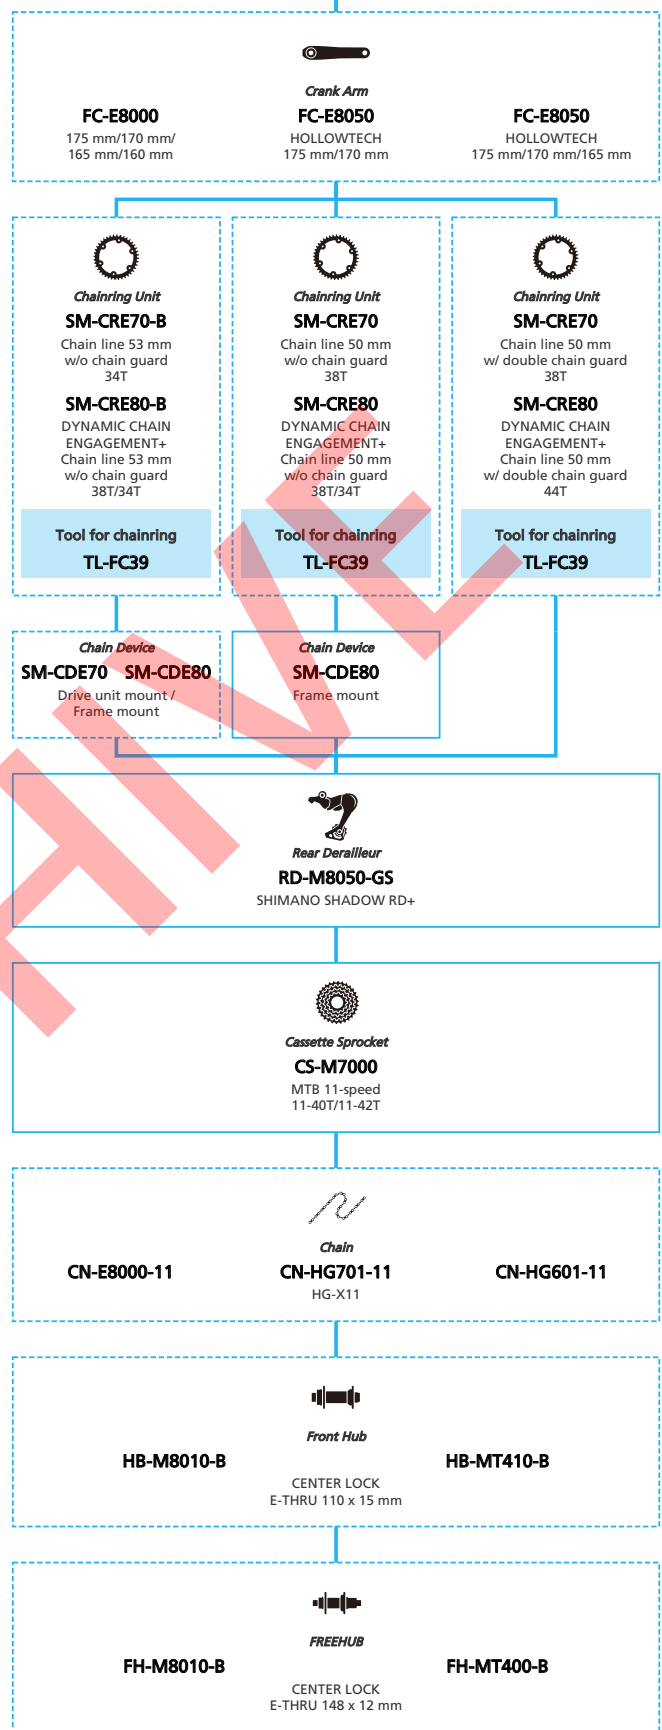 Crank Arm
FC-E8000
175 mm/170 mm/
165 mm/160 mm
FC-E8050
HOLLOWTECH
175 mm/170 mm
FC-E8050
HOLLOWTECH
175 mm/170 mm/165 mm
Chainring Unit
SM-CRE70-B
Chain line 53 mm
w/o chain guard
34T
SM-CRE80-B
DYNAMIC CHAIN
ENGAGEMENT+
Chain line 53 mm
w/o chain guard
38T/34T
Tool for chainring
TL-FC39
Chainring Unit
SM-CRE70
Chain line 50 mm
w/o chain guard
38T
SM-CRE80
DYNAMIC CHAIN
ENGAGEMENT+
Chain line 50 mm
w/o chain guard
38T/34T
Tool for chainring
TL-FC39
Chainring Unit
SM-CRE70
Chain line 50 mm
w/ double chain guard
38T
SM-CRE80
DYNAMIC CHAIN
ENGAGEMENT+
Chain line 50 mm
w/ double chain guard
44T
Tool for chainring
TL-FC39
Chain Device
SM-CDE70 SM-CDE80
Drive unit mount /
Frame mount
Chain Device
SM-CDE80
Frame mount
Rear Derailleur
RD-M8050-GS
SHIMANO SHADOW RD+
Cassette Sprocket
CS-M7000
MTB 11-speed
11-40T/11-42T
Chain
CN-E8000-11
CN-HG701-11
HG-X11
CN-HG601-11
Front Hub
HB-M8010-B
HB-MT410-B
CENTER LOCK
E-THRU 110 x 15 mm
FREEHUB
FH-M8010-B
FH-MT400-B
CENTER LOCK
E-THRU 148 x 12 mm
HIVE